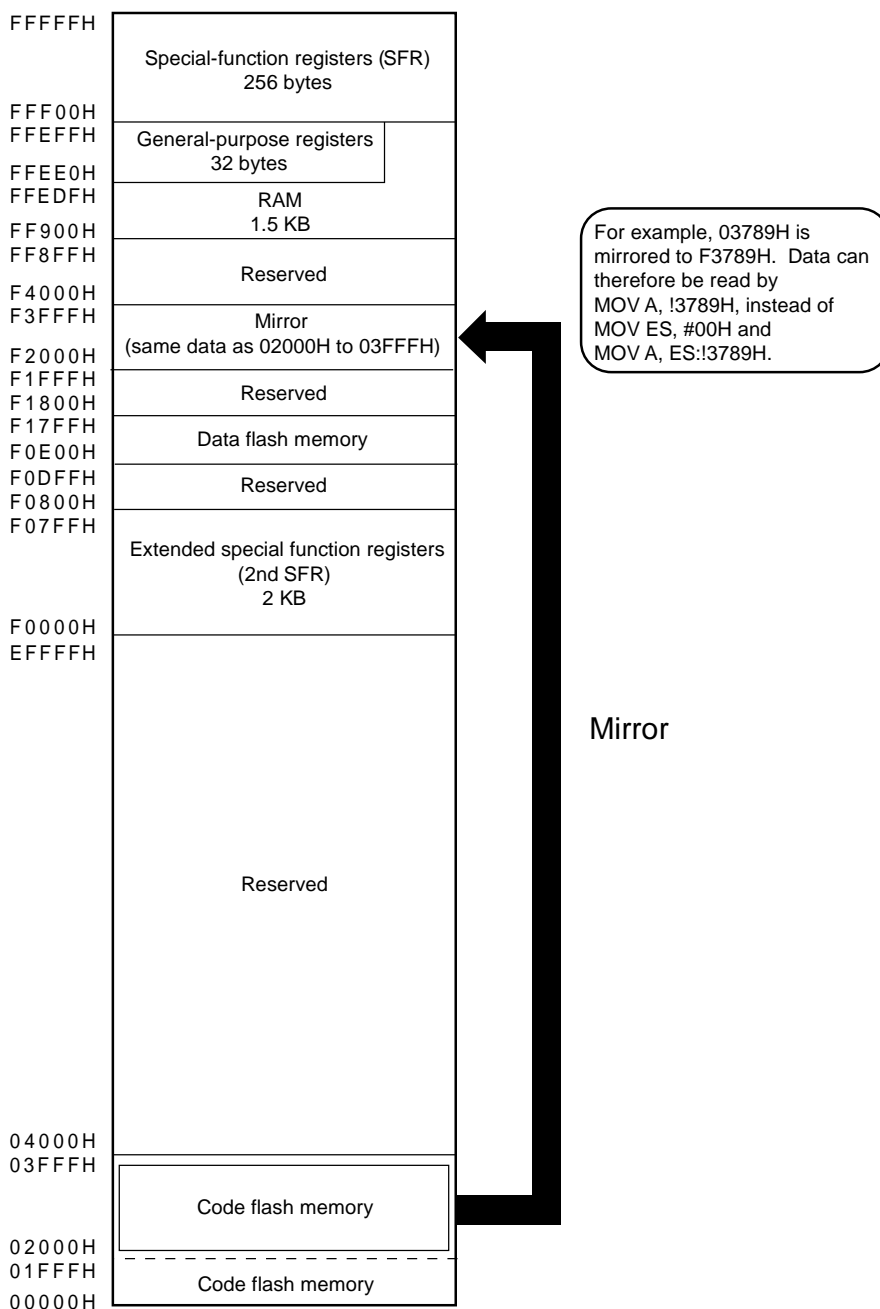 FFFFFH
Special-function registers (SFR)
256 bytes
FFF00H
FFEFFH
General-purpose registers
32 bytes
FFEE0H
FFEDFH
RAM
1.5 KB
FF900H
FF8FFH
Reserved
F4000H
F3FFFH
Mirror
(same data as 02000H to 03FFFH)
F2000H
F1FFFH
Reserved
F1800H
F17FFH
Data flash memory
F0E00H
F0DFFH
Reserved
F0800H
F07FFH
Extended special function registers
(2nd SFR)
2 KB
F0000H
EFFFFH
Reserved
04000H
03FFFH
Code flash memory
02000H
01FFFH
Code flash memory
00000H
For example, 03789H is
mirrored to F3789H. Data can
therefore be read by
MOV A, !3789H, instead of
MOV ES, #00H and
MOV A, ES:!3789H.
Mirror